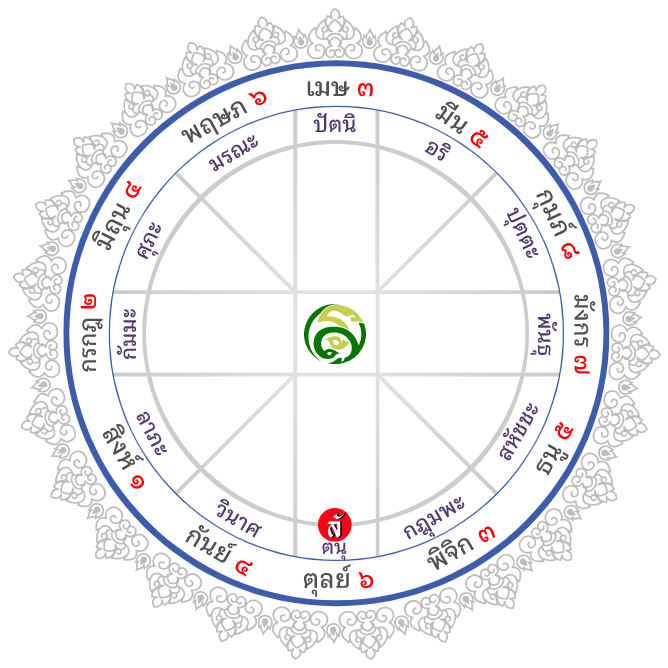 เมษ ๓
พฤษภ ๖
มิถุน ๔
กรกฎ ๒
สิงห์ ๑
กันย์ ๔
ตุลย์ ๖
พิจิก ๓
ธนู ๕
มังกร ๗
กุมภ์ ๘
มีน ๕
ปัตนิ
มรณะ
ศุภะ
กัมมะ
ลาภะ
วินาศ
ลั
ตนุ
กฎุมพะ
สหัชชะ
พันธุ
ปุตตะ
อริ